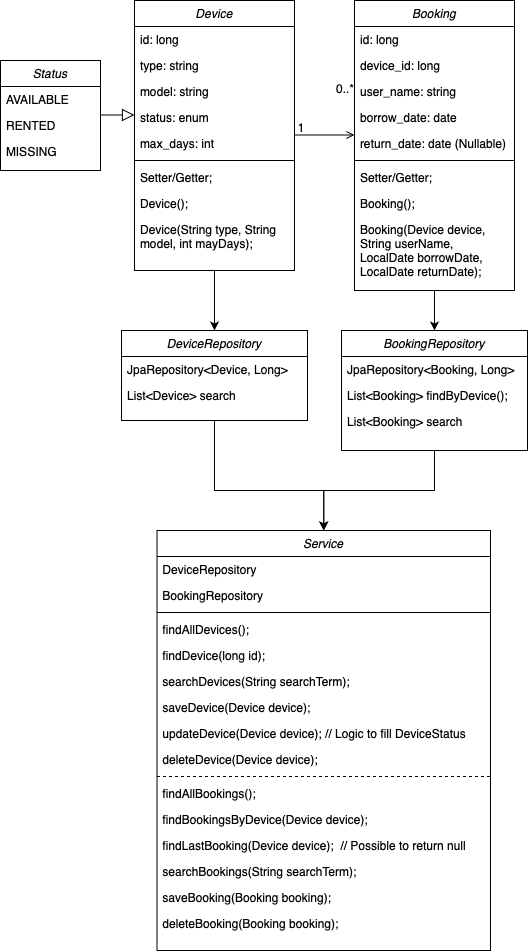 Status
AVAILABLE
RENTED
MISSING
Device
id: long
type: string
model: string
status: enum
max_days: int
Setter/Getter;
Device();
Device(String type, String
model, int mayDays);
1
0..*
Booking
id: long
device_id: long
user_name: string
borrow_date: date
return_date: date (Nullable)
Setter/Getter;
Booking();
Booking(Device device,
String userName,
LocalDate borrowDate,
LocalDate returnDate);
DeviceRepository
JpaRepository<Device, Long>
List<Device> search
BookingRepository
JpaRepository<Booking, Long>
List<Booking> findByDevice();
List<Booking> search
Service
DeviceRepository
BookingRepository
findAllDevices();
findDevice(long id);
searchDevices(String searchTerm);
saveDevice(Device device);
updateDevice(Device device); // Logic to fill DeviceStatus
deleteDevice(Device device);
findAllBookings();
findBookingsByDevice(Device device);
findLastBooking(Device device);  // Possible to return null
searchBookings(String searchTerm);
saveBooking(Booking booking);
deleteBooking(Booking booking);